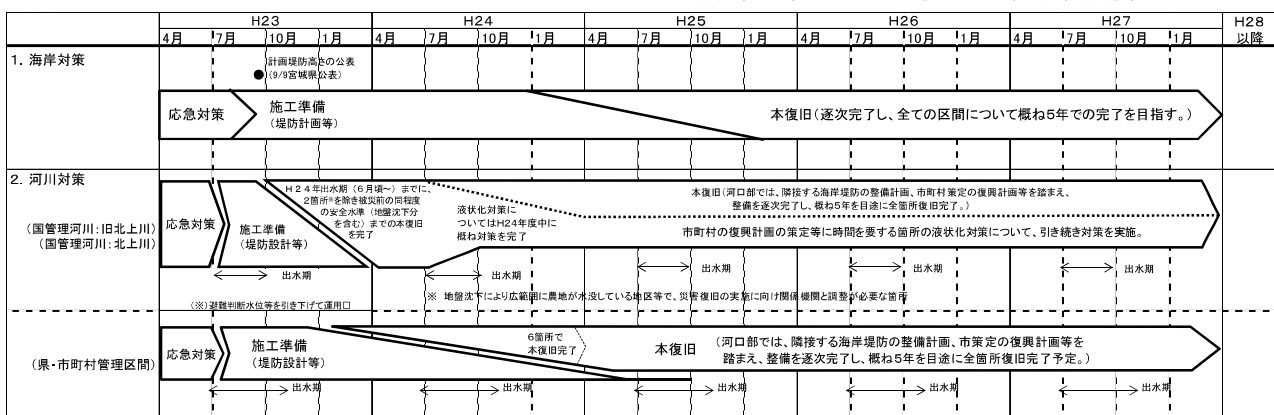 H23 H24 H25 H26 H27 H28
以降
4月 7月 10月 1月 4月 7月 10月 1月 4月 7月 10月 1月 4月 7月 10月 1月 4月 7月 10月 1月
1. 海岸対策
計画堤防高さの公表
●(9/9宮城県公表)
応急対策
施工準備
(堤防計画等)
本復旧(逐次完了し、全ての区間について概ね5年での完了を目指す。)
2. 河川対策
(国管理河川:旧北上川)
(国管理河川:北上川)
応急対策
施工準備
(堤防設計等)
H24年出水期(6月頃~)までに、
2箇所※を除き被災前の同程度
の安全水準(地盤沈下分
を含む)までの本復旧
を完了
液状化対策に
ついてはH24年度中に
概ね対策を完了
本復旧(河口部では、隣接する海岸堤防の整備計画、市町村策定の復興計画等を踏まえ、
整備を逐次完了し、概ね5年を目途に全箇所復旧完了。)
市町村の復興計画の策定等に時間を要する箇所の液状化対策について、引き続き対策を実施。
出水期 出水期 出水期 出水期 出水期
(※)避難判断水位等を引き下げて運用□
※ 地盤沈下により広範囲に農地が水没している地区等で、災害復旧の実施に向け関係機関と調整が必要な箇所
(県・市町村管理区間)
応急対策
施工準備
(堤防設計等)
6箇所で
本復旧完了
本復旧
(河口部では、隣接する海岸堤防の整備計画、市策定の復興計画等を
踏まえ、整備を逐次完了し、概ね5年を目途に全箇所復旧完了予定。)
出水期 出水期 出水期 出水期 出水期